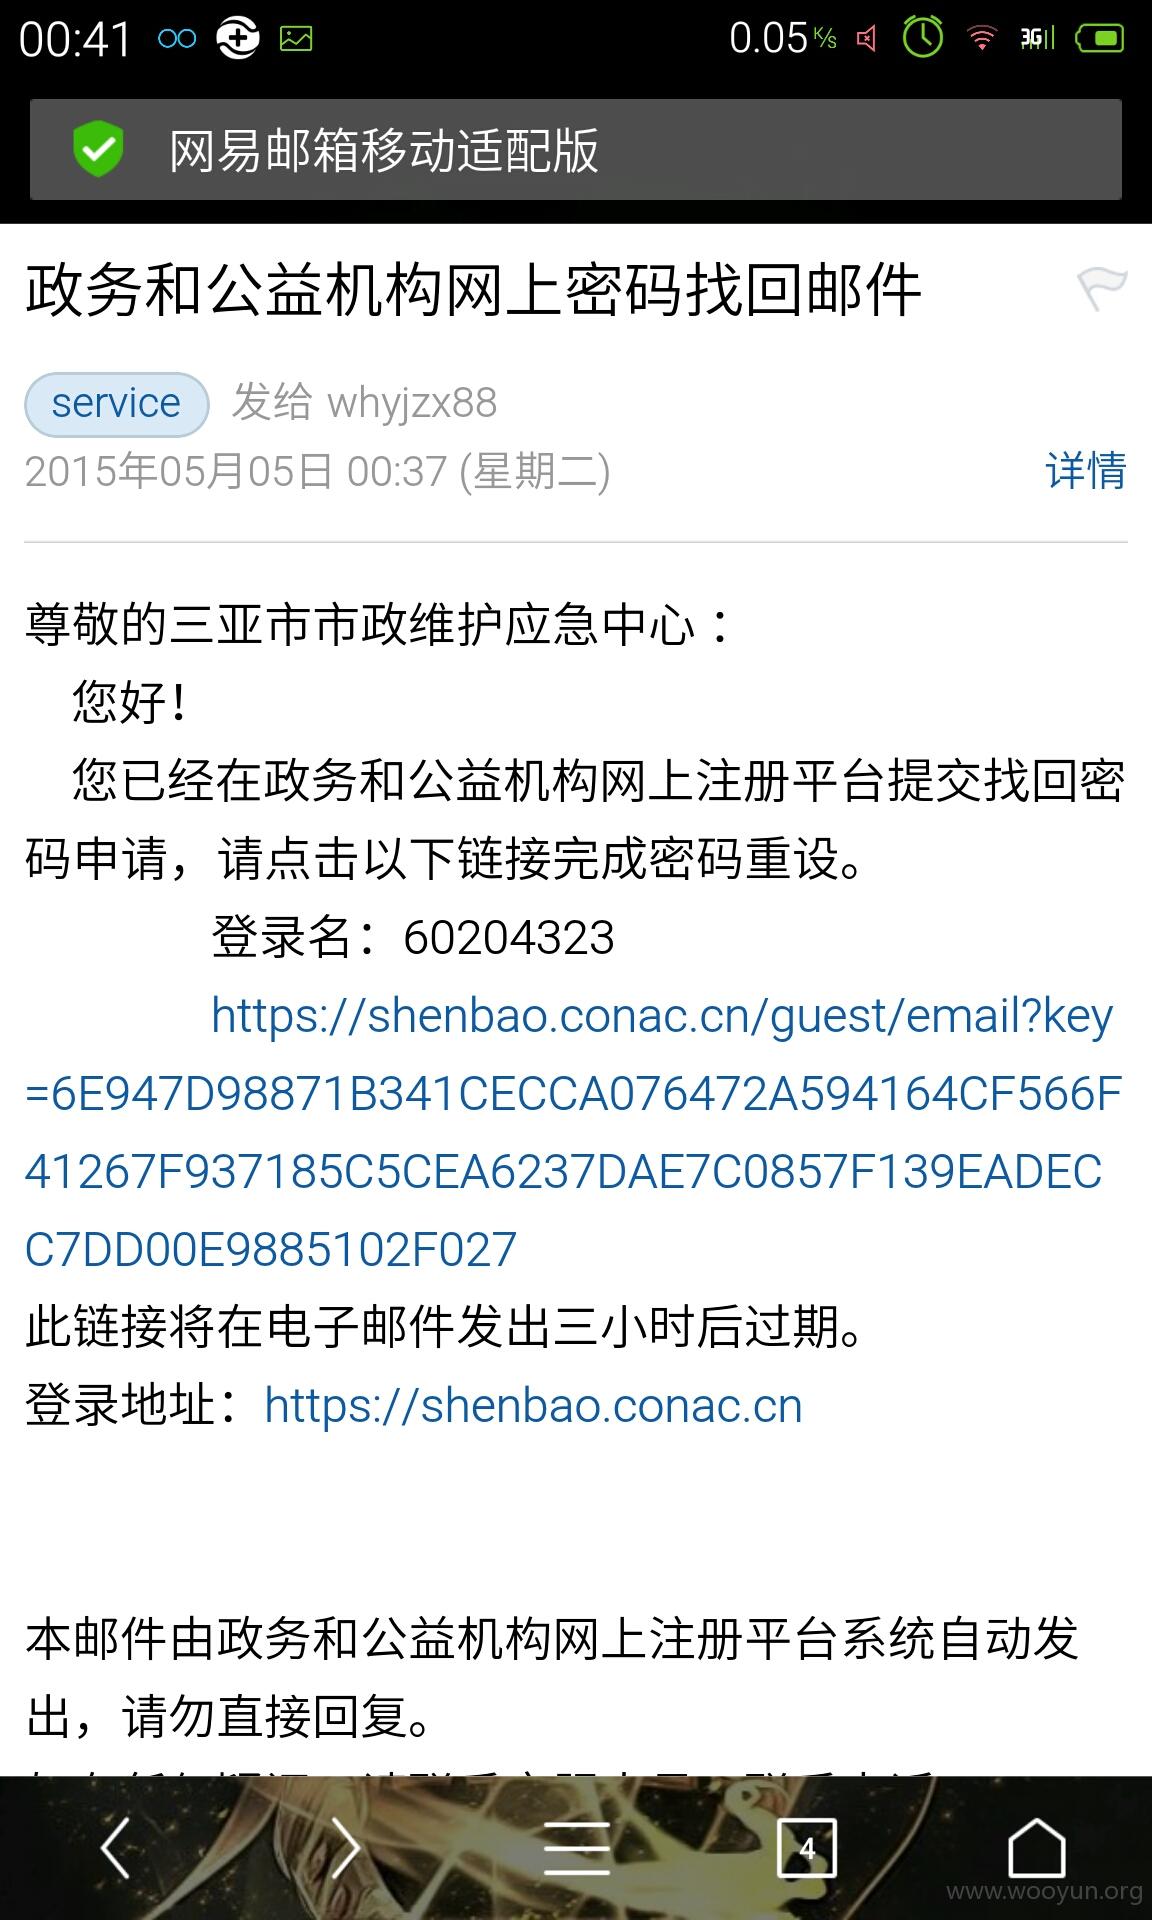 00:41
0.05 K/s
3G
网易邮箱移动适配版
政务和公益机构网上密码找回邮件
service 发给 whyjzx88
2015年05月05日 00:37 (星期二) 详情
尊敬的三亚市市政维护应急中心：
您好！
您已经在政务和公益机构网上注册平台提交找回密
码申请，请点击以下链接完成密码重设。
登录名：60204323
https://shenbao.conac.cn/guest/email?key
=6E947D98871B341CECCA076472A594164CF566F
41267F937185C5CEA6237DAE7C0857F139EADEC
C7DD00E9885102F027
此链接将在电子邮件发出三小时后过期。
登录地址：https://shenbao.conac.cn
本邮件由政务和公益机构网上注册平台系统自动发
出，请勿直接回复。
4
www.wooyun.org